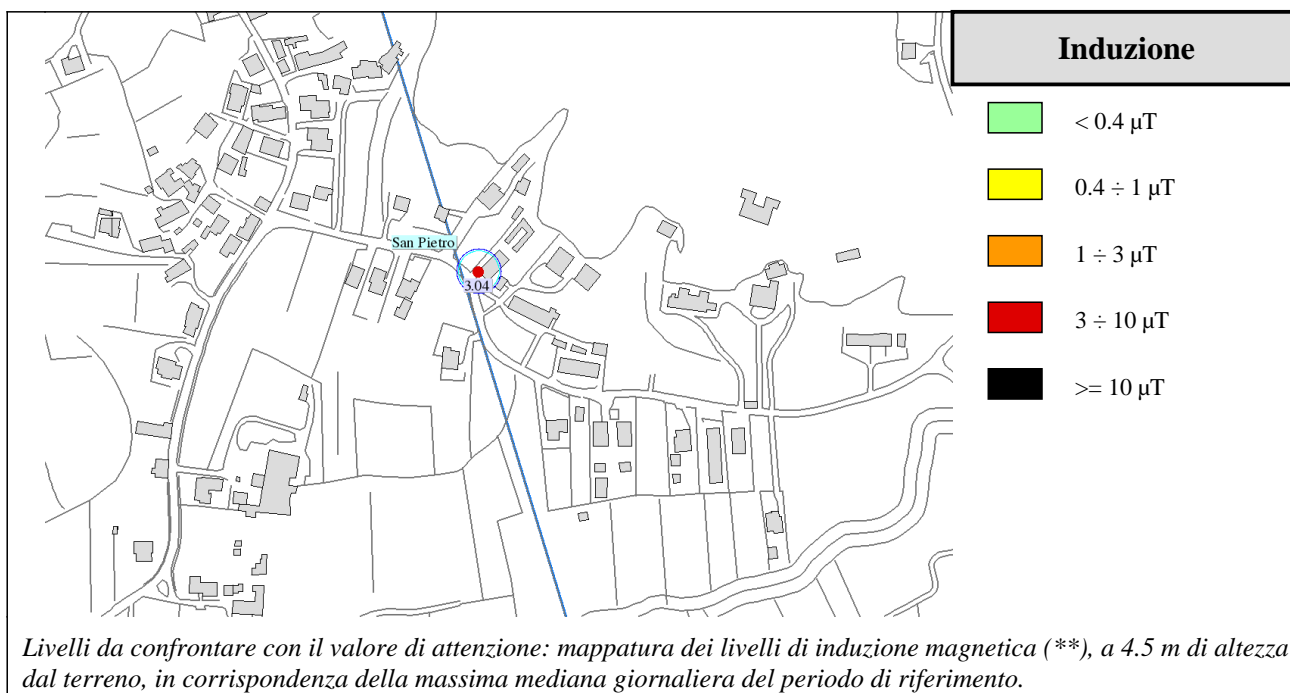 Induzione
< 0.4 µT
0.4 ÷ 1 µT
1 ÷ 3 µT
3 ÷ 10 µT
>= 10 µT
San Pietro
3.04
Livelli da confrontare con il valore di attenzione: mappatura dei livelli di induzione magnetica (**), a 4.5 m di altezza
dal terreno, in corrispondenza della massima mediana giornaliera del periodo di riferimento.